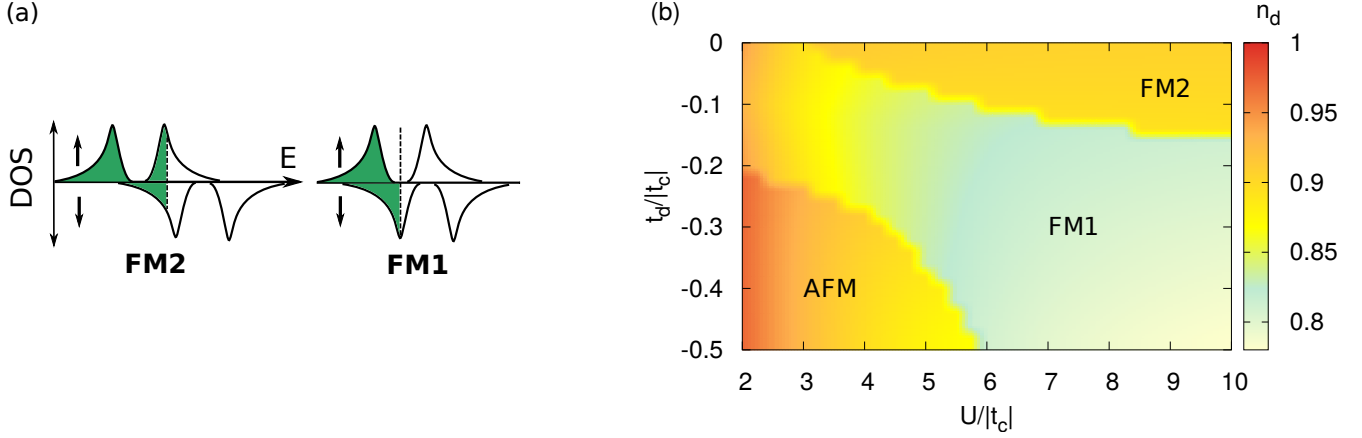 (a)
DOS
E
FM2
FM1
(b)
n_d
t_d/|t_c|
0
-0.1
-0.2
-0.3
-0.4
-0.5
FM2
FM1
AFM
2 3 4 5 6 7 8 9 10
U/|t_c|
1
0.95
0.9
0.85
0.8